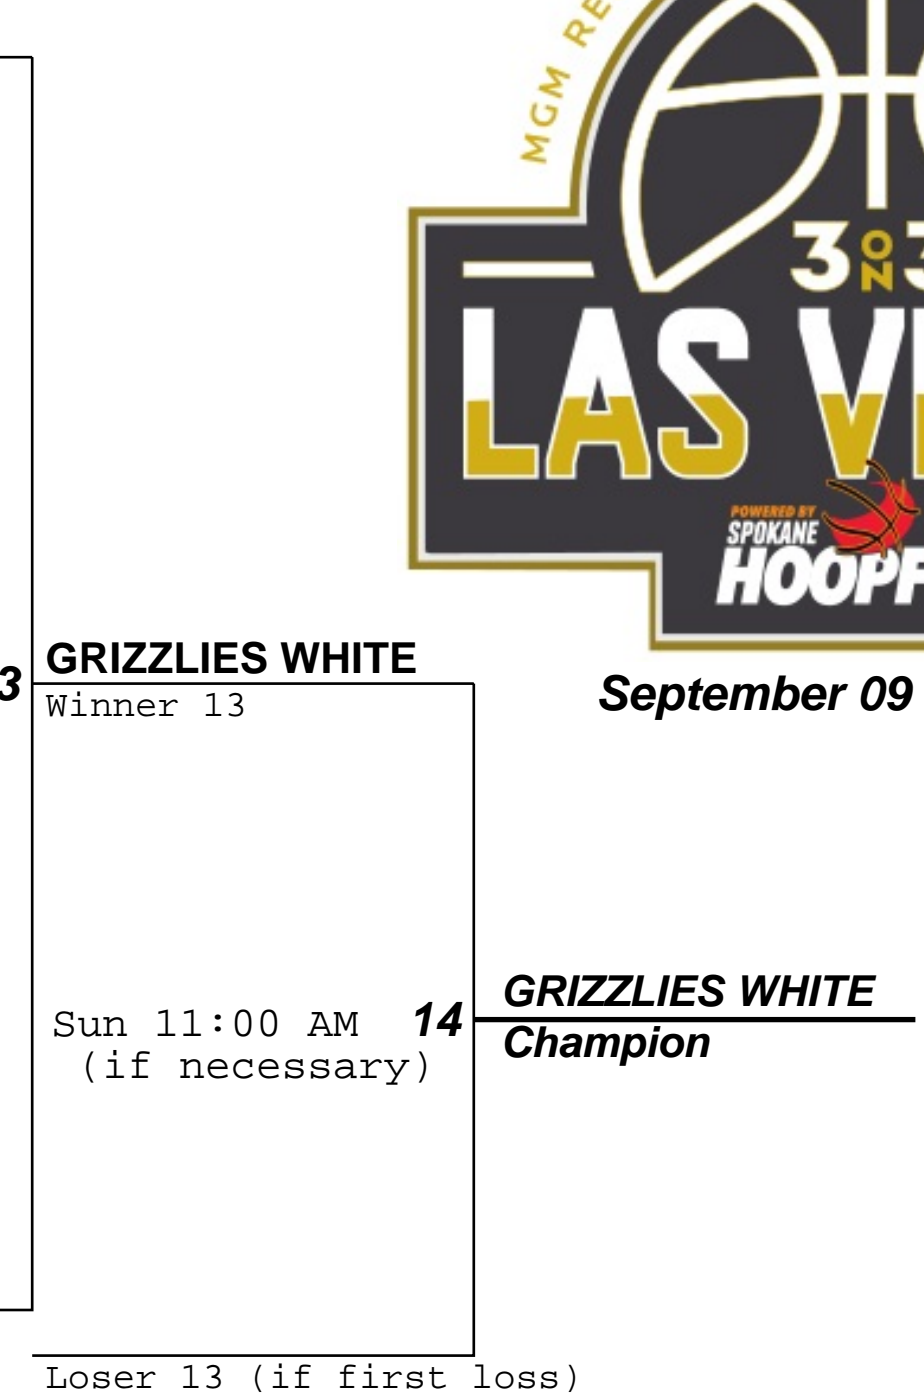 MGM
3 ON
LAS
POWERED BY
SPOKANE
GRIZZLIES WHITE
3
Winner 13
September 09
GRIZZLIES WHITE
Sun 11:00 AM 14
(if necessary)
Champion
Loser 13 (if first loss)